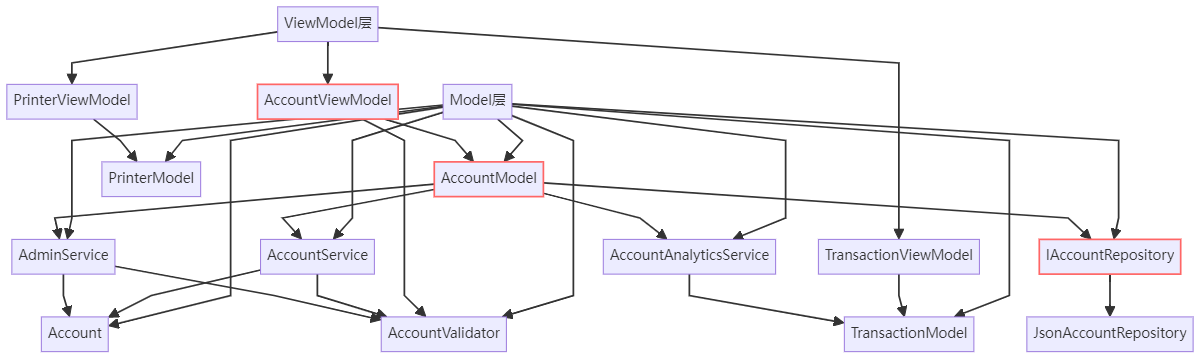 ViewModel层
PrinterViewModel
AccountViewModel
Model层
PrinterModel
AccountModel
AdminService
AccountService
AccountAnalyticsService
TransactionViewModel
IAccountRepository
Account
AccountValidator
TransactionModel
JsonAccountRepository